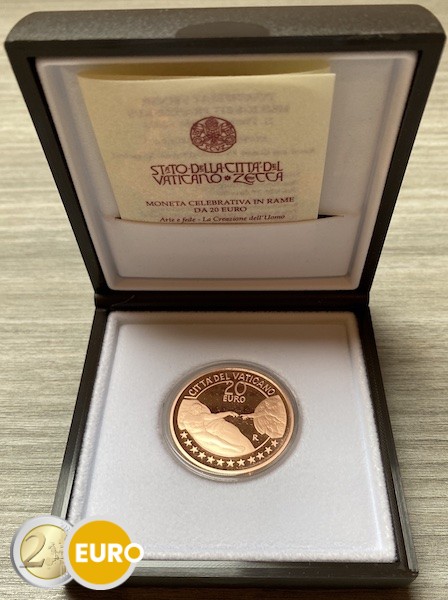 STATO·DELLA·CITTÀ·DEL
VATICANO·ZECCA
MONETA CELEBRATIVA IN RAME
DA 20 EURO
Arte e fede - La Creazione dell'Uomo
CITTÀ DEL VATICANO
20
EURO
R
2 EURO